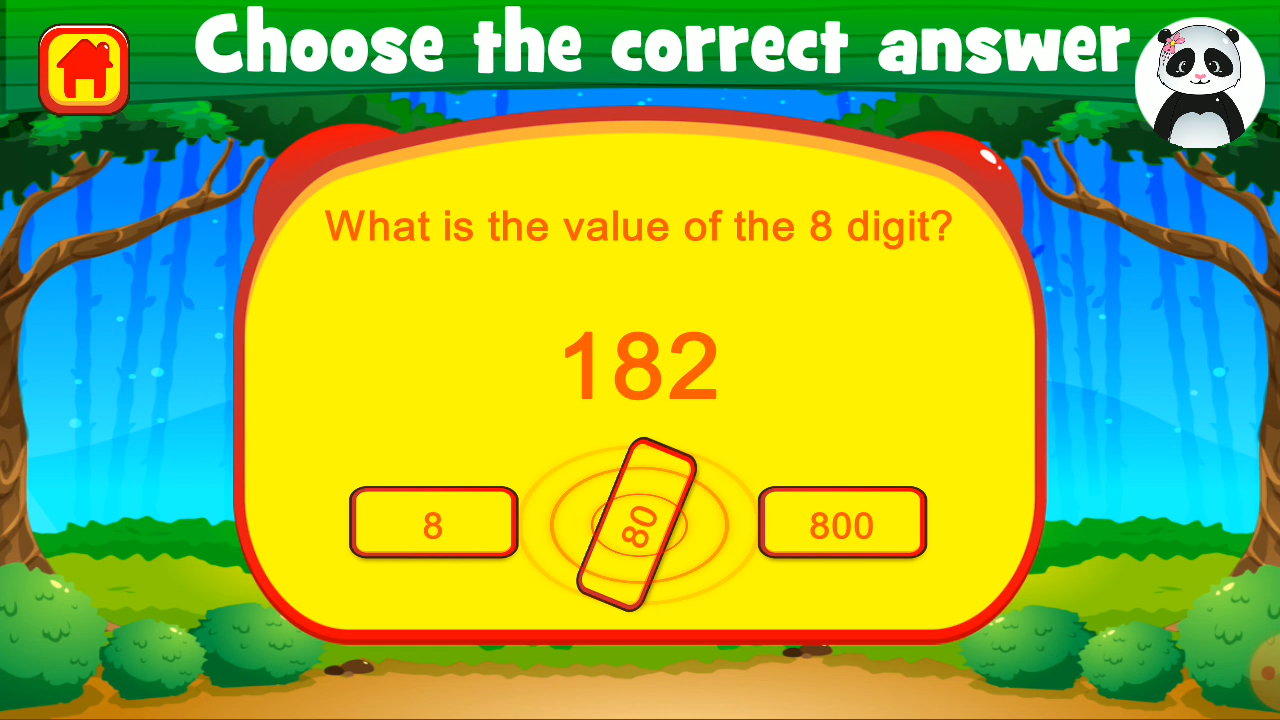 Choose the correct answer
What is the value of the 8 digit?
182
8
80
800